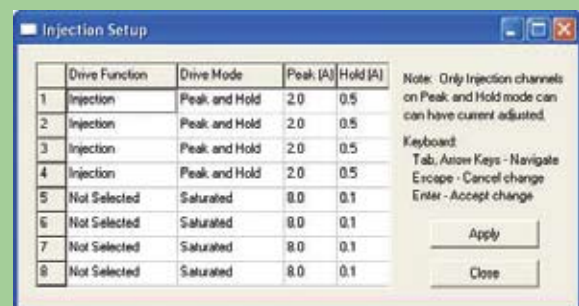 Injection Setup
Drive Function Drive Mode Peak (A) Hold (A)
1 Injection Peak and Hold 2.0 0.5
2 Injection Peak and Hold 2.0 0.5
3 Injection Peak and Hold 2.0 0.5
4 Injection Peak and Hold 2.0 0.5
5 Not Selected Saturated 8.0 0.1
6 Not Selected Saturated 8.0 0.1
7 Not Selected Saturated 8.0 0.1
8 Not Selected Saturated 8.0 0.1
Note: Only Injection channels
on Peak and Hold mode can
can have current adjusted.
Keyboard:
Tab, Arrow Keys - Navigate
Escape - Cancel change
Enter - Accept change
Apply
Close